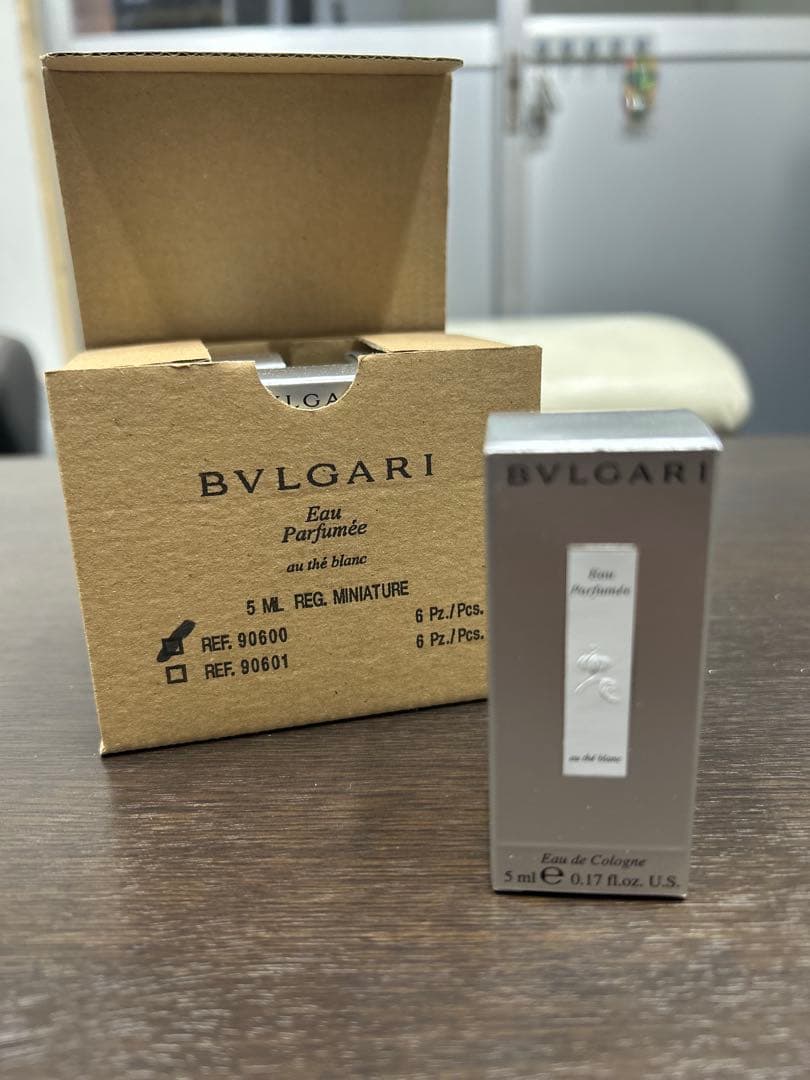 VLGA
BVLGARI
Eau
Parfumée
au thé blanc
5 ML REG. MINIATURE
REF. 90600 6 Pz./Pcs.
REF. 90601 6 Pz./Pcs.
BVLGARI
Eau
Parfumée
au thé blanc
Eau de Cologne
5 ml e 0.17 fl.oz. U.S.